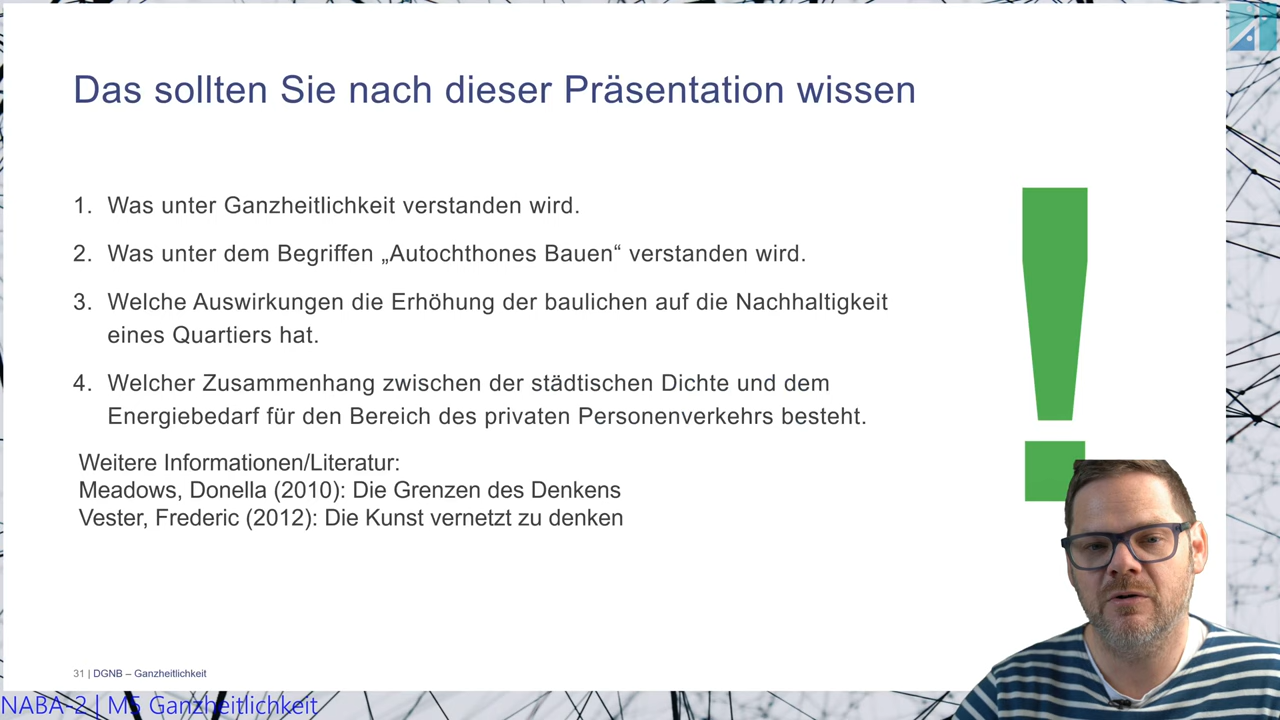 Das sollten Sie nach dieser Präsentation wissen
1. Was unter Ganzheitlichkeit verstanden wird.
2. Was unter dem Begriffen „Autochthones Bauen“ verstanden wird.
3. Welche Auswirkungen die Erhöhung der baulichen auf die Nachhaltigkeit
eines Quartiers hat.
4. Welcher Zusammenhang zwischen der städtischen Dichte und dem
Energiebedarf für den Bereich des privaten Personenverkehrs besteht.
Weitere Informationen/Literatur:
Meadows, Donella (2010): Die Grenzen des Denkens
Vester, Frederic (2012): Die Kunst vernetzt zu denken
!
31 | DGNB – Ganzheitlichkeit
NABA-2 | M5 Ganzheitlichkeit